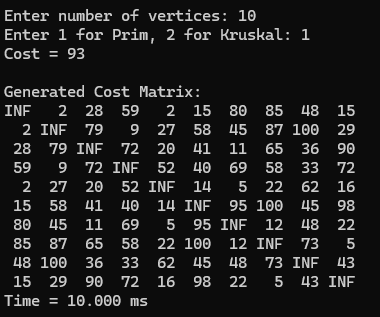 Enter number of vertices: 10
Enter 1 for Prim, 2 for Kruskal: 1
Cost = 93

Generated Cost Matrix:
INF   2  28  59   2  15  80  85  48  15
  2 INF  79   9  27  58  45  87 100  29
 28  79 INF  72  20  41  11  65  36  90
 59   9  72 INF  52  40  69  58  33  72
  2  27  20  52 INF  14   5  22  62  16
 15  58  41  40  14 INF  95 100  45  98
 80  45  11  69   5  95 INF  12  48  22
 85  87  65  58  22 100  12 INF  73   5
 48 100  36  33  62  45  48  73 INF  43
 15  29  90  72  16  98  22   5  43 INF
Time = 10.000 ms